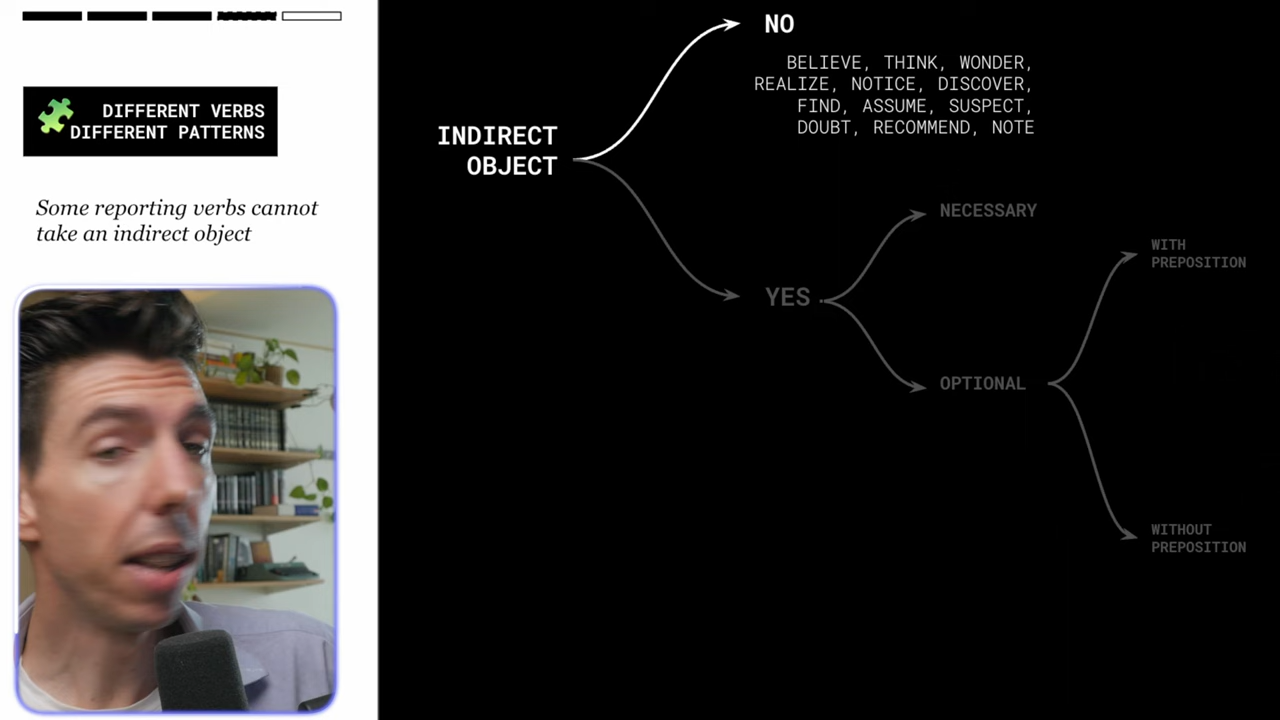 DIFFERENT VERBS
DIFFERENT PATTERNS
Some reporting verbs cannot
take an indirect object
INDIRECT
OBJECT
NO
BELIEVE, THINK, WONDER,
REALIZE, NOTICE, DISCOVER,
FIND, ASSUME, SUSPECT,
DOUBT, RECOMMEND, NOTE
YES
NECESSARY
OPTIONAL
WITH
PREPOSITION
WITHOUT
PREPOSITION